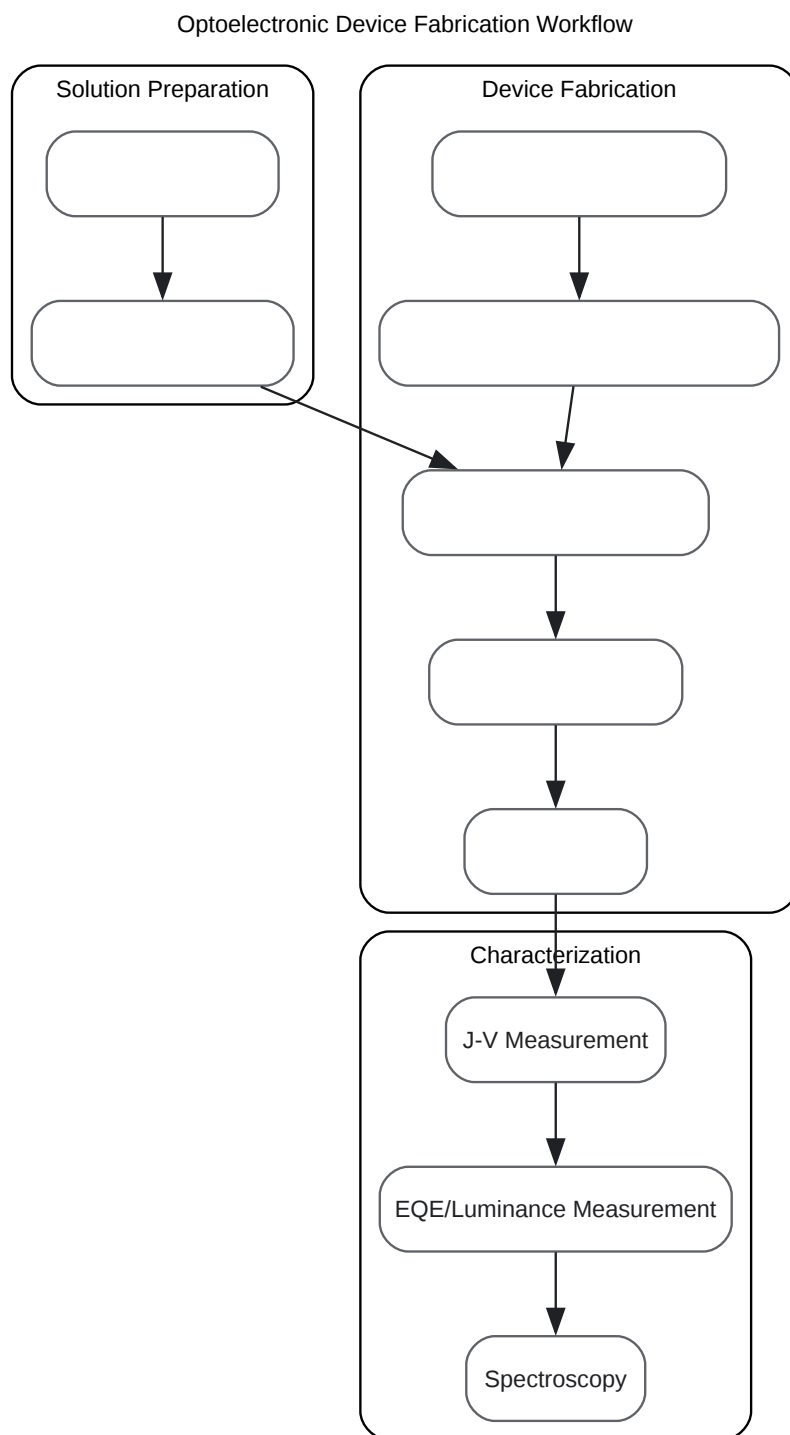 Optoelectronic Device Fabrication Workflow
Solution Preparation
Device Fabrication
Characterization
J-V Measurement
EQE/Luminance Measurement
Spectroscopy